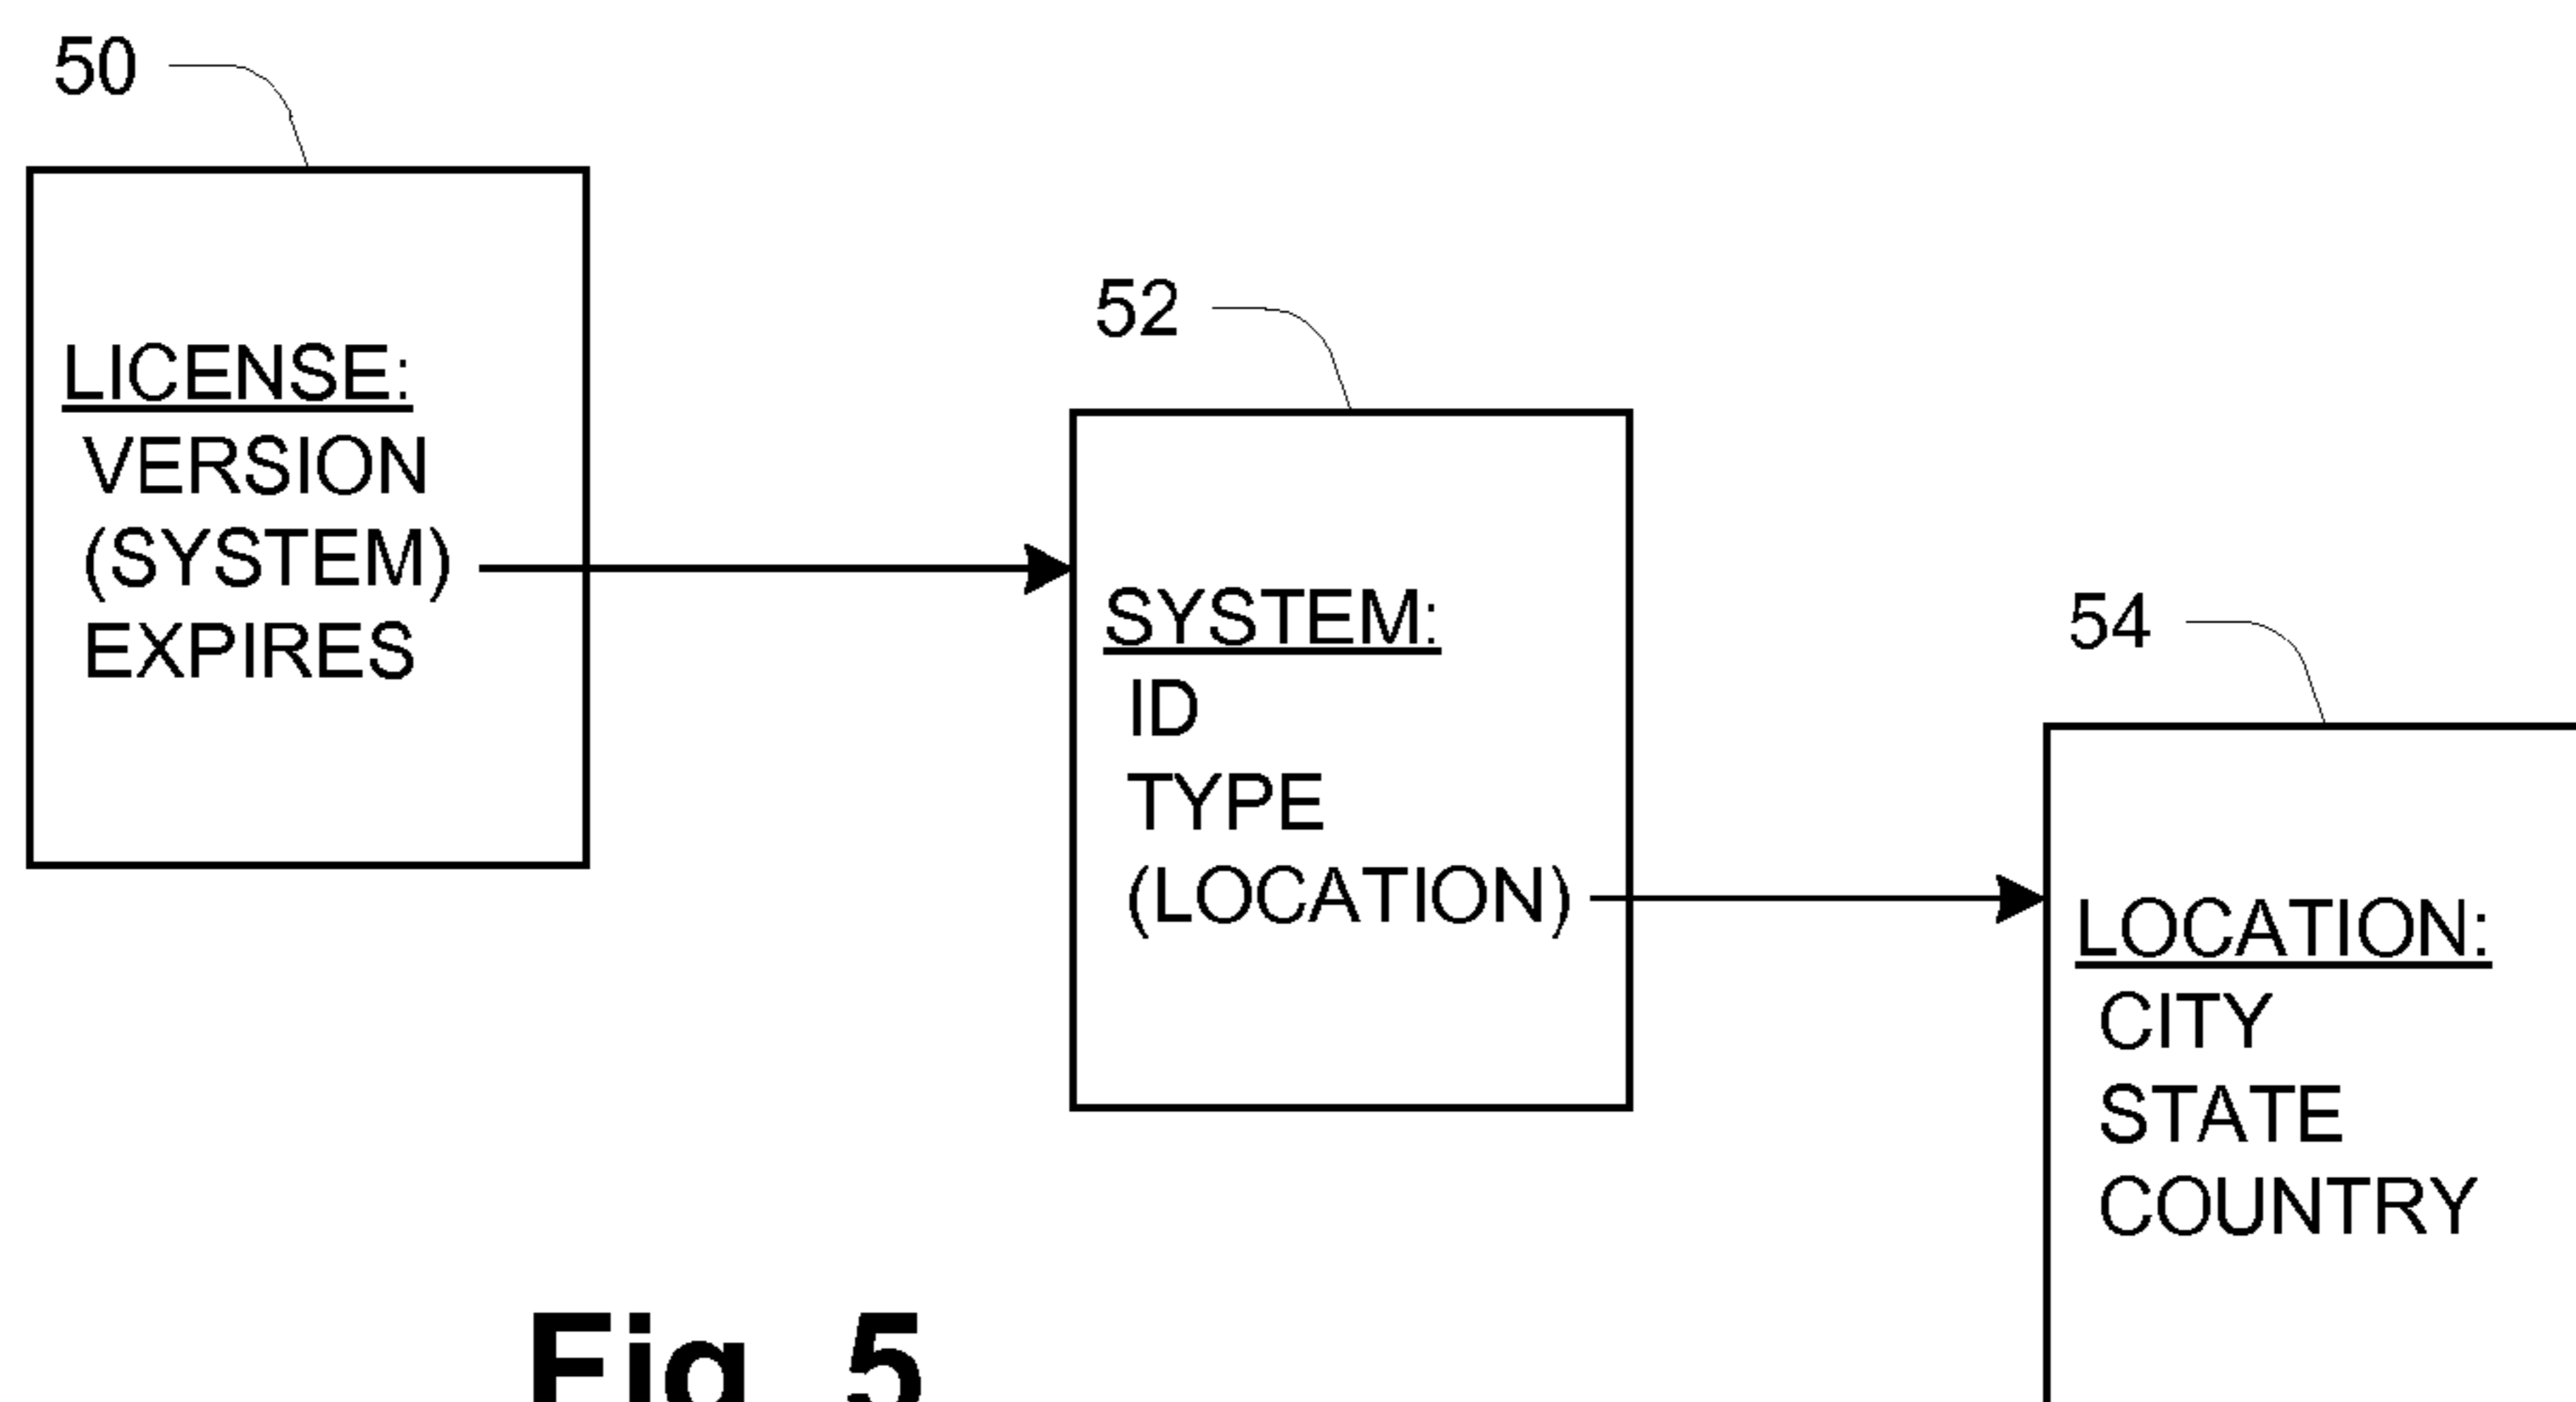 50
LICENSE:
VERSION
(SYSTEM)
EXPIRES
52
SYSTEM:
ID
TYPE
(LOCATION)
54
LOCATION:
CITY
STATE
COUNTRY
Fig. 5